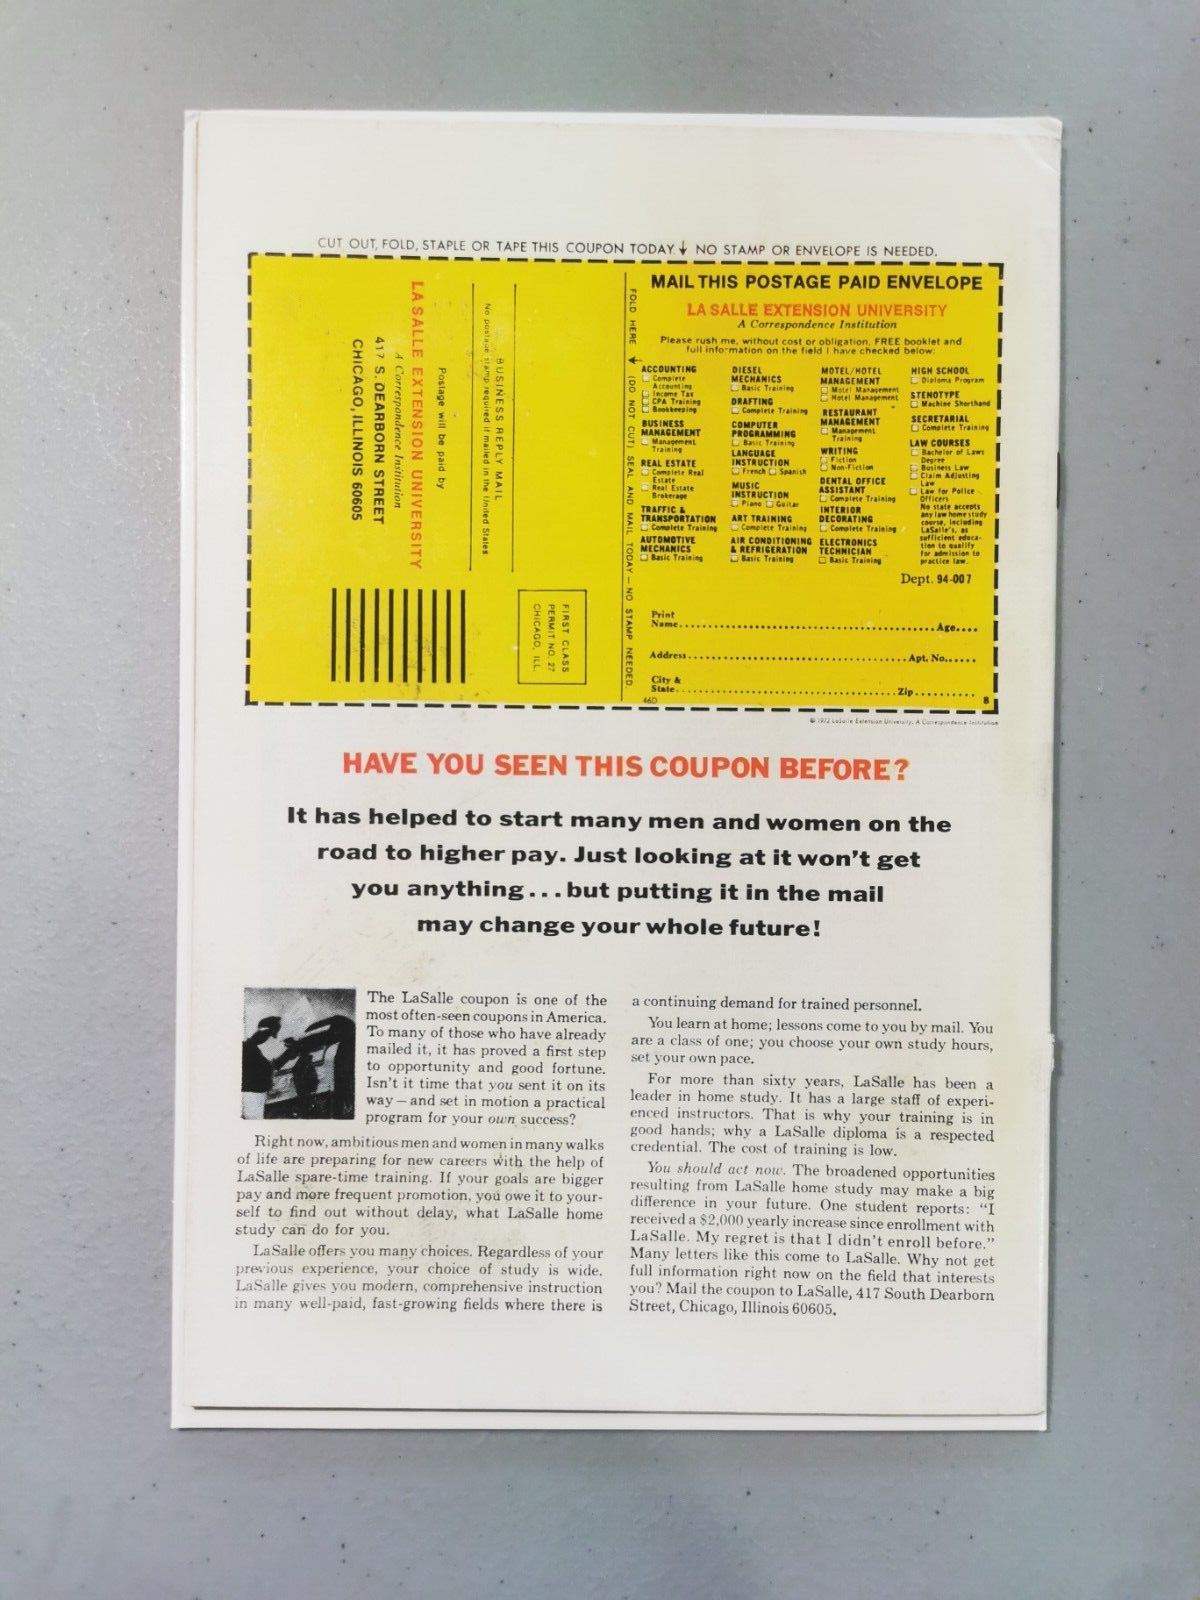 CUT OUT, FOLD, STAPLE OR TAPE THIS COUPON TODAY ↓ NO STAMP OR ENVELOPE IS NEEDED.
FIRST CLASS
PERMIT NO. 27
CHICAGO, ILL.
BUSINESS REPLY MAIL
No postage stamp required if mailed in the United States
Postage will be paid by
LA SALLE EXTENSION UNIVERSITY
A Correspondence Institution
417 S. DEARBORN STREET
CHICAGO, ILLINOIS 60605
FOLD HERE → (DO NOT CUT) SEAL AND MAIL TODAY — NO STAMP NEEDED
MAIL THIS POSTAGE PAID ENVELOPE
LA SALLE EXTENSION UNIVERSITY
A Correspondence Institution
Please rush me, without cost or obligation, FREE booklet and
full information on the field I have checked below:
ACCOUNTING
☐ Complete
Accounting
☐ Income Tax
☐ CPA Training
☐ Bookkeeping
BUSINESS
MANAGEMENT
☐ Management
Training
REAL ESTATE
☐ Complete Real
Estate
☐ Real Estate
Brokerage
TRAFFIC &
TRANSPORTATION
☐ Complete Training
AUTOMOTIVE
MECHANICS
☐ Basic Training
DIESEL
MECHANICS
☐ Basic Training
DRAFTING
☐ Complete Training
COMPUTER
PROGRAMMING
☐ Basic Training
LANGUAGE
INSTRUCTION
☐ French ☐ Spanish
MUSIC
INSTRUCTION
☐ Piano ☐ Guitar
ART TRAINING
☐ Complete Training
AIR CONDITIONING
& REFRIGERATION
☐ Basic Training
MOTEL/HOTEL
MANAGEMENT
☐ Motel Management
☐ Hotel Management
RESTAURANT
MANAGEMENT
☐ Management
Training
WRITING
☐ Fiction
☐ Non-Fiction
DENTAL OFFICE
ASSISTANT
☐ Complete Training
INTERIOR
DECORATING
☐ Complete Training
ELECTRONICS
TECHNICIAN
☐ Basic Training
HIGH SCHOOL
☐ Diploma Program
STENOTYPE
☐ Machine Shorthand
SECRETARIAL
☐ Complete Training
LAW COURSES
☐ Bachelor of Laws
Degree
☐ Business Law
☐ Claim Adjusting
Law
☐ Law for Police
Officers
No state accepts
any law home study
course, including
LaSalle's, as
sufficient educa-
tion to qualify
for admission to
practice law.
Dept. 94-007
Print
Name..........Age....
Address..........Apt. No......
City &
State..........Zip..........
46D 8
© 1972 LaSalle Extension University, A Correspondence Institution
HAVE YOU SEEN THIS COUPON BEFORE?
It has helped to start many men and women on the
road to higher pay. Just looking at it won't get
you anything...but putting it in the mail
may change your whole future!
The LaSalle coupon is one of the
most often-seen coupons in America.
To many of those who have already
mailed it, it has proved a first step
to opportunity and good fortune.
Isn't it time that you sent it on its
way — and set in motion a practical
program for your own success?
Right now, ambitious men and women in many walks
of life are preparing for new careers with the help of
LaSalle spare-time training. If your goals are bigger
pay and more frequent promotion, you owe it to your-
self to find out without delay, what LaSalle home
study can do for you.
LaSalle offers you many choices. Regardless of your
previous experience, your choice of study is wide.
LaSalle gives you modern, comprehensive instruction
in many well-paid, fast-growing fields where there is
a continuing demand for trained personnel.
You learn at home; lessons come to you by mail. You
are a class of one; you choose your own study hours,
set your own pace.
For more than sixty years, LaSalle has been a
leader in home study. It has a large staff of experi-
enced instructors. That is why your training is in
good hands; why a LaSalle diploma is a respected
credential. The cost of training is low.
You should act now. The broadened opportunities
resulting from LaSalle home study may make a big
difference in your future. One student reports: "I
received a $2,000 yearly increase since enrollment with
LaSalle. My regret is that I didn't enroll before."
Many letters like this come to LaSalle. Why not get
full information right now on the field that interests
you? Mail the coupon to LaSalle, 417 South Dearborn
Street, Chicago, Illinois 60605.